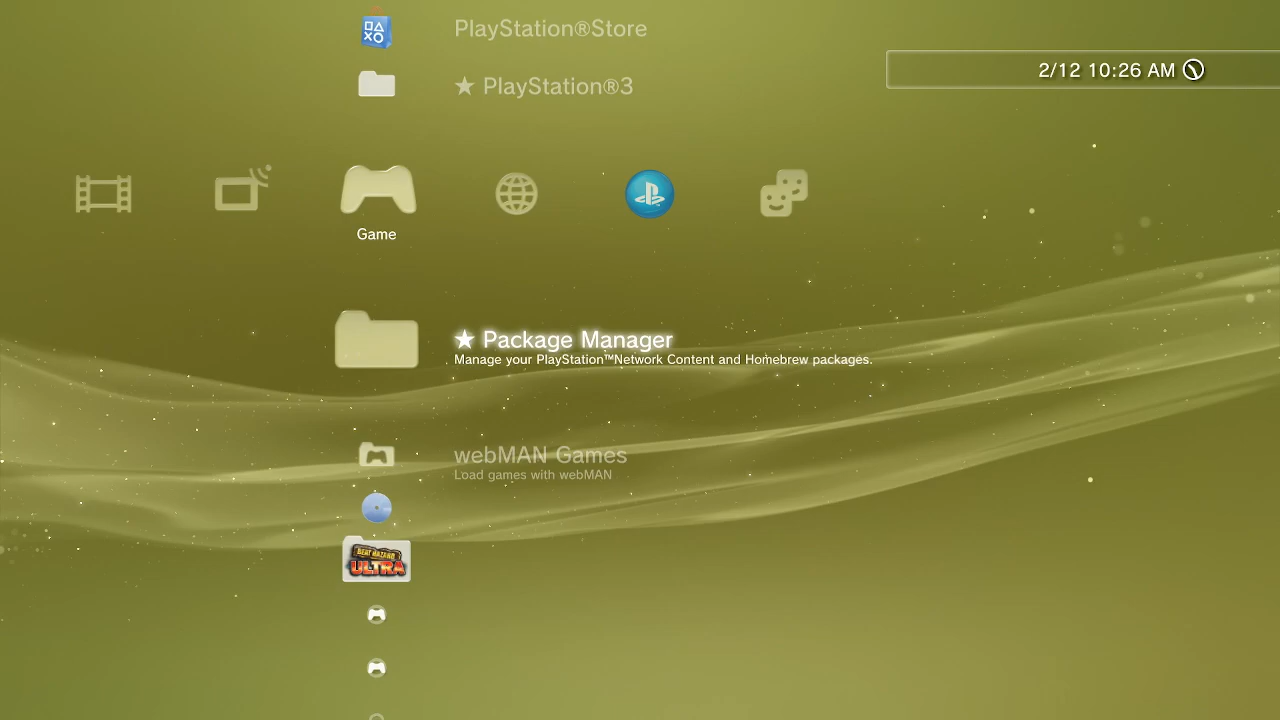 PlayStation®Store
★ PlayStation®3
2/12 10:26 AM
Game
★ Package Manager
Manage your PlayStation™Network Content and Homebrew packages.
webMAN Games
Load games with webMAN
BEAT HAZARD
ULTRA